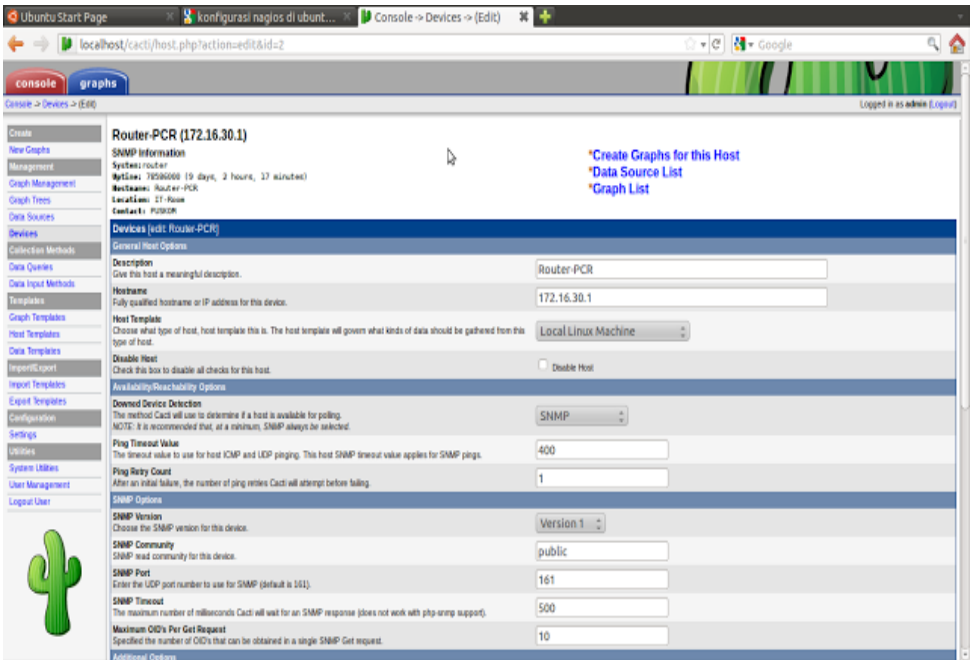 Ubuntu Start Page
konfigurasi nagios di ubunt...
Console -> Devices -> (Edit)
localhost/cacti/host.php?action=edit&id=2
Google
console
graphs
Console -> Devices -> (Edit)
Logged in as admin (Logout)
Create
New Graphs
Management
Graph Management
Graph Trees
Data Sources
Devices
Collection Methods
Data Queries
Data Input Methods
Templates
Graph Templates
Host Templates
Data Templates
Import/Export
Import Templates
Export Templates
Configuration
Settings
Utilities
System Utilities
User Management
Logout User
Router-PCR (172.16.30.1)
SNMP Information
System:router
Uptime: 78586000 (9 days, 2 hours, 17 minutes)
Hostname: Router-PCR
Location: IT-Room
Contact: PUSKOM
*Create Graphs for this Host
*Data Source List
*Graph List
Devices [edit: Router-PCR]
General Host Options
Description
Give this host a meaningful description.
Router-PCR
Hostname
Fully qualified hostname or IP address for this device.
172.16.30.1
Host Template
Choose what type of host, host template this is. The host template will govern what kinds of data should be gathered from this
type of host.
Local Linux Machine
Disable Host
Check this box to disable all checks for this host.
Disable Host
Availability/Reachability Options
Downed Device Detection
The method Cacti will use to determine if a host is available for polling.
NOTE: It is recommended that, at a minimum, SNMP always be selected.
SNMP
Ping Timeout Value
The timeout value to use for host ICMP and UDP pinging. This host SNMP timeout value applies for SNMP pings.
400
Ping Retry Count
After an initial failure, the number of ping retries Cacti will attempt before failing.
1
SNMP Options
SNMP Version
Choose the SNMP version for this device.
Version 1
SNMP Community
SNMP read community for this device.
public
SNMP Port
Enter the UDP port number to use for SNMP (default is 161).
161
SNMP Timeout
The maximum number of milliseconds Cacti will wait for an SNMP response (does not work with php-snmp support).
500
Maximum OID's Per Get Request
Specified the number of OID's that can be obtained in a single SNMP Get request.
10
Additional Options